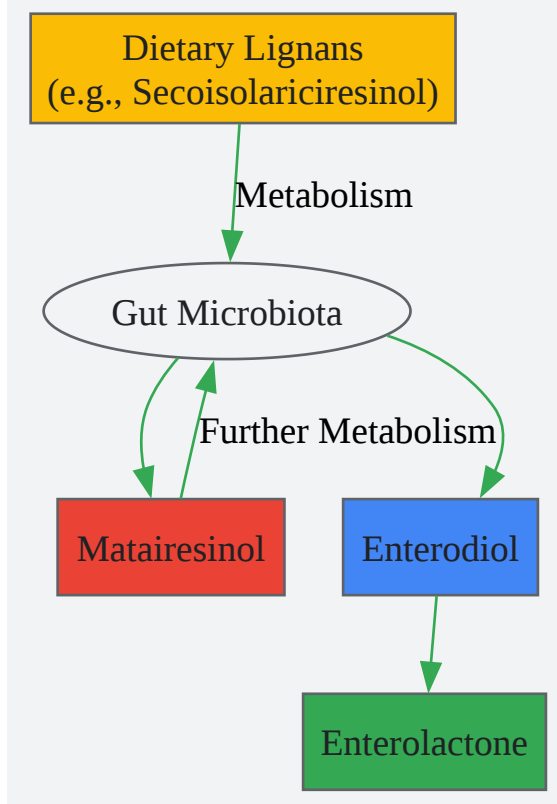 Dietary Lignans
(e.g., Secoisolariciresinol)
Metabolism
Gut Microbiota
Further Metabolism
Matairesinol
Enterodiol
Enterolactone